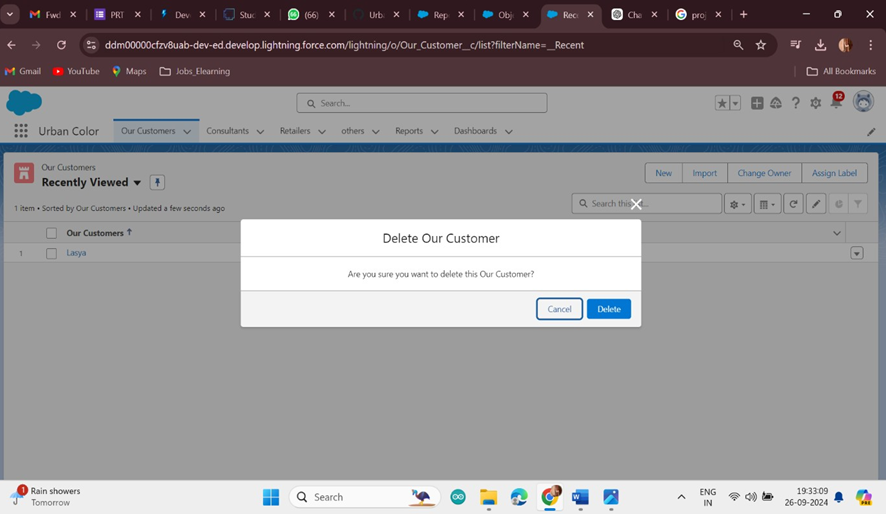 Fwd
PRT
Dev
Stuc
(66)
Urb
Rep
Obje
Rece
Cha
proj
ddm00000cfzv8uab-dev-ed.develop.lightning.force.com/lightning/o/Our_Customer__c/list?filterName=__Recent
Gmail
YouTube
Maps
Jobs_Elearning
All Bookmarks
Search...
12
Urban Color
Our Customers
Consultants
Retailers
others
Reports
Dashboards
Our Customers
Recently Viewed
New
Import
Change Owner
Assign Label
1 item • Sorted by Our Customers • Updated a few seconds ago
Search this
Our Customers ↑
1
Lasya
Delete Our Customer
Are you sure you want to delete this Our Customer?
Cancel
Delete
1
Rain showers
Tomorrow
Search
ENG
IN
19:33:09
26-09-2024